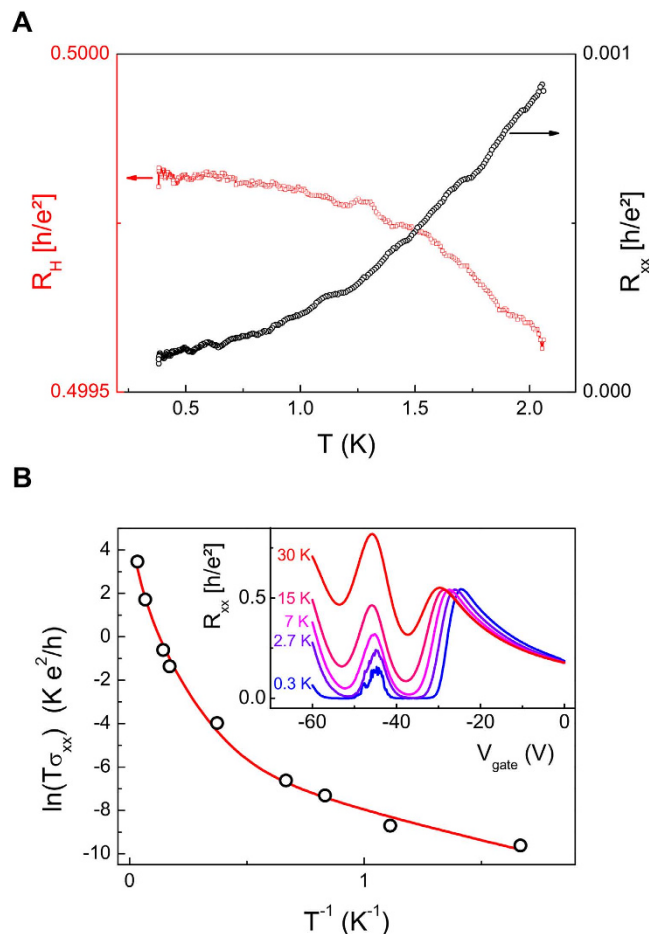 A
0.5000
0.4995
R_H [h/e²]
0.001
0.000
R_xx [h/e²]
0.5 1.0 1.5 2.0
T (K)
B
4
2
0
-2
-4
-6
-8
-10
ln(Tσ_xx) (K e²/h)
0 1
T⁻¹ (K⁻¹)
R_xx [h/e²]
0.5
0.0
30 K
15 K
7 K
2.7 K
0.3 K
-60 -40 -20 0
V_gate (V)